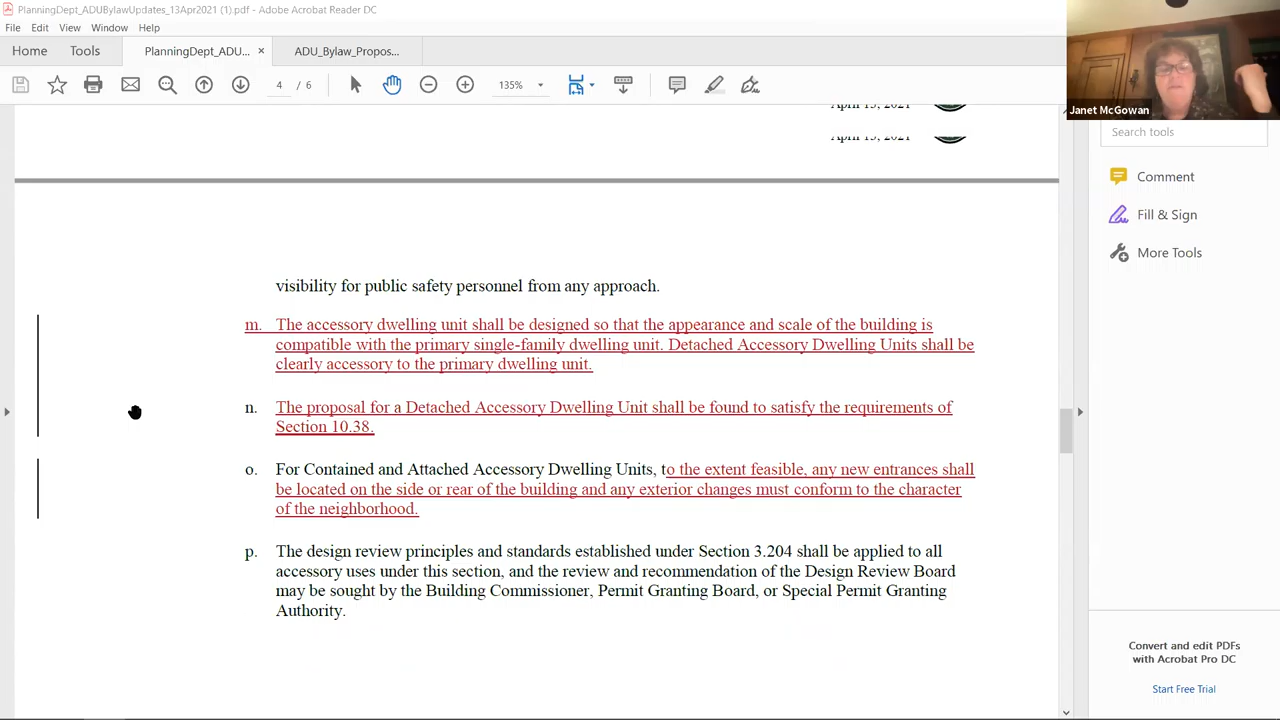 PlanningDept_ADUBylawUpdates_13Apr2021 (1).pdf - Adobe Acrobat Reader DC
File Edit View Window Help
Home Tools PlanningDept_ADU... × ADU_Bylaw_Propos...
4 / 6 135%
Janet McGowan
April 13, 2021
April 13, 2021
Search tools
Comment
Fill & Sign
More Tools
visibility for public safety personnel from any approach.
m. The accessory dwelling unit shall be designed so that the appearance and scale of the building is
compatible with the primary single-family dwelling unit. Detached Accessory Dwelling Units shall be
clearly accessory to the primary dwelling unit.
n. The proposal for a Detached Accessory Dwelling Unit shall be found to satisfy the requirements of
Section 10.38.
o. For Contained and Attached Accessory Dwelling Units, to the extent feasible, any new entrances shall
be located on the side or rear of the building and any exterior changes must conform to the character
of the neighborhood.
p. The design review principles and standards established under Section 3.204 shall be applied to all
accessory uses under this section, and the review and recommendation of the Design Review Board
may be sought by the Building Commissioner, Permit Granting Board, or Special Permit Granting
Authority.
Convert and edit PDFs
with Acrobat Pro DC
Start Free Trial